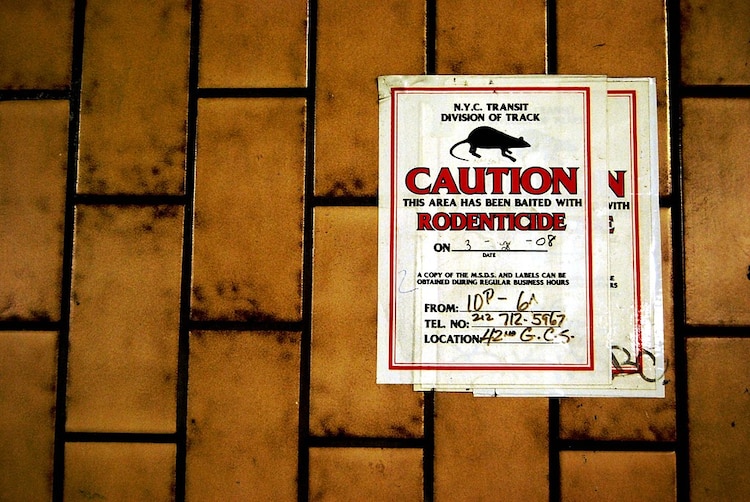 N.Y.C. TRANSIT
DIVISION OF TRACK
CAUTION
THIS AREA HAS BEEN BAITED WITH
RODENTICIDE
ON 3 - - 08
DATE
A COPY OF THE M.S.D.S. AND LABELS CAN BE
OBTAINED DURING REGULAR BUSINESS HOURS
FROM: 10P - 6A
TEL. NO: 212 712-5967
LOCATION: 42ND G.C.S.
N
WITH
E
RS